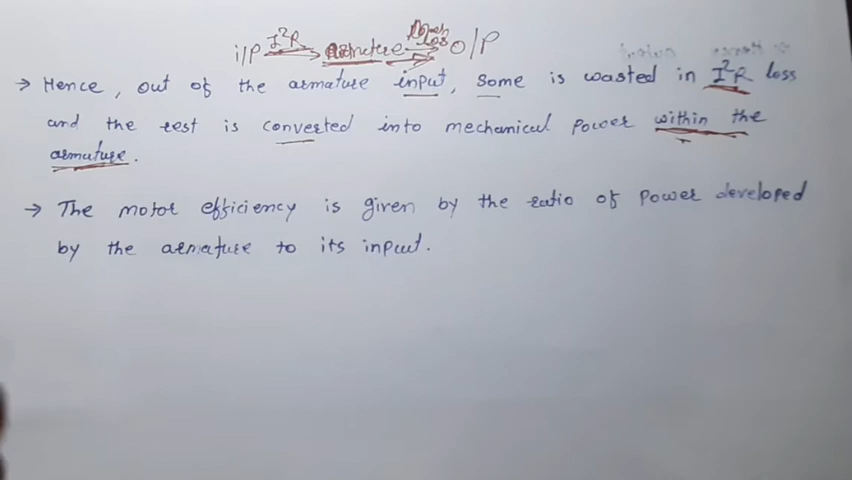 i/P I²R armature Mech loss O/P
→ Hence, out of the armature input, some is wasted in I²R loss
and the rest is converted into mechanical power within the
armature.
→ The motor efficiency is given by the ratio of power developed
by the armature to its input.